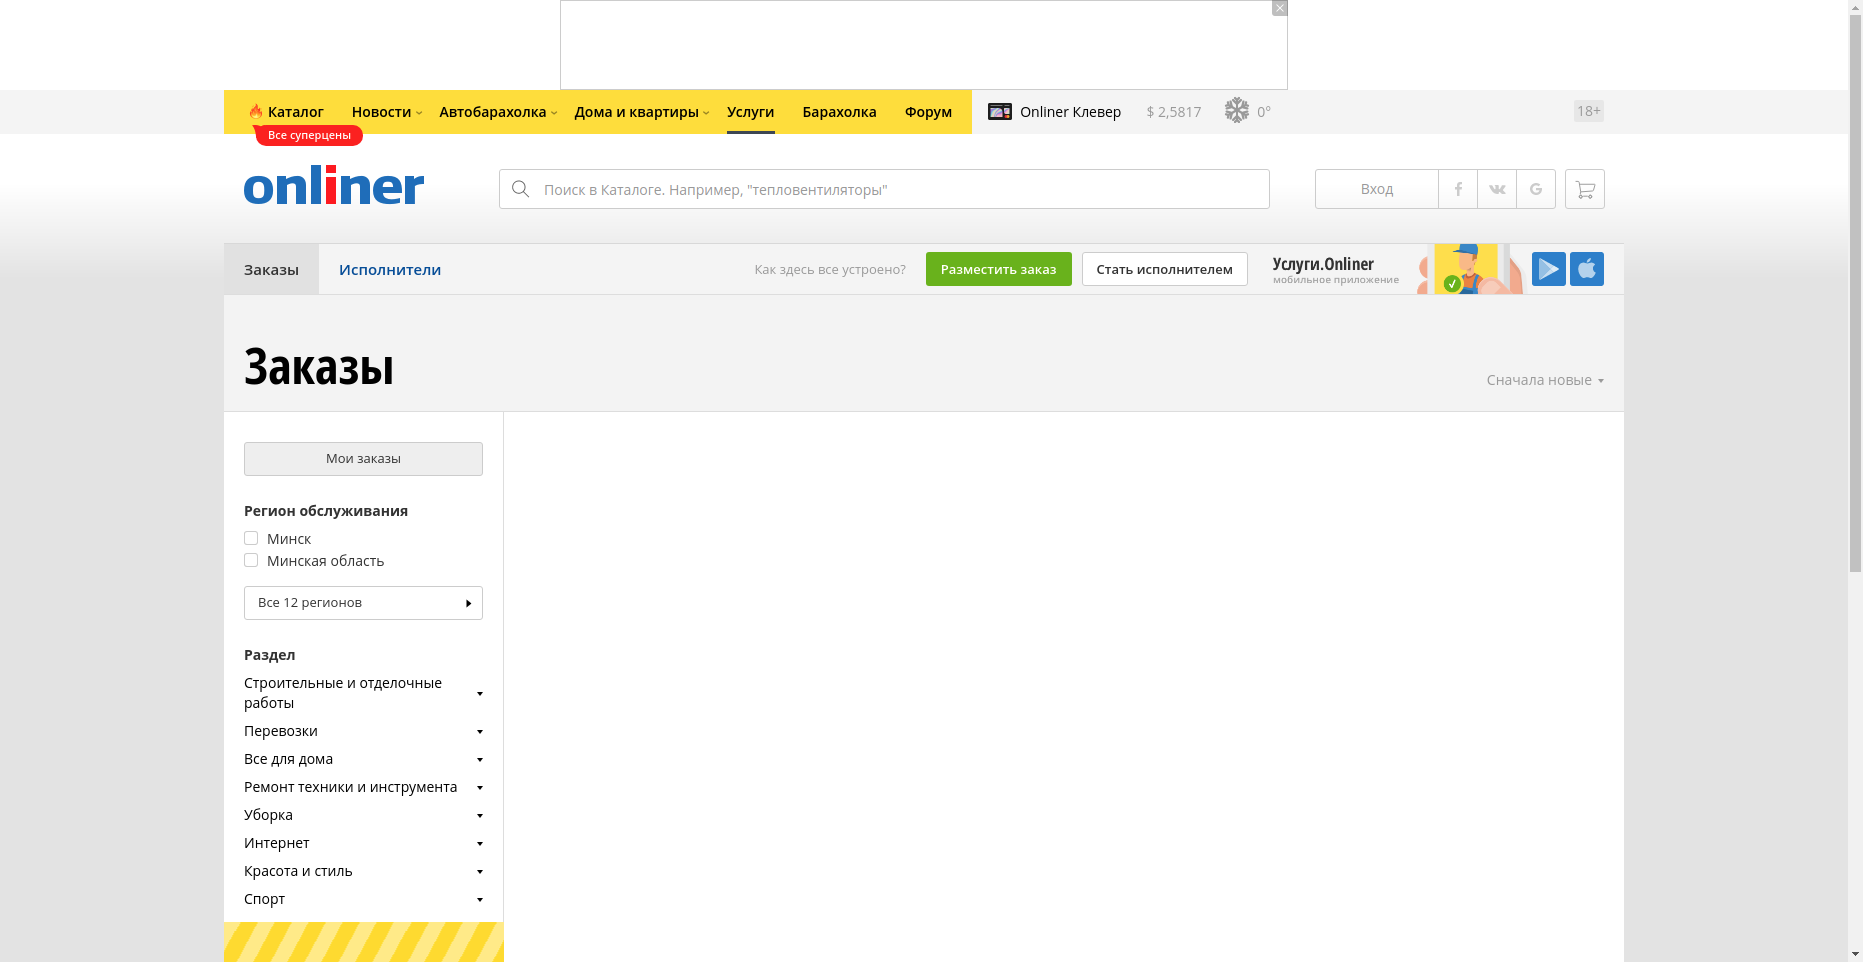 Каталог
Новости
Автобарахолка
Дома и квартиры
Услуги
Барахолка
Форум
Onliner Клевер
$ 2,5817
0°
18+
Все суперцены
onliner
Поиск в Каталоге. Например, "тепловентиляторы"
Вход
Заказы
Исполнители
Как здесь все устроено?
Разместить заказ
Стать исполнителем
Услуги.Onliner
мобильное приложение
Заказы
Сначала новые
Мои заказы
Регион обслуживания
Минск
Минская область
Все 12 регионов
Раздел
Строительные и отделочные
работы
Перевозки
Все для дома
Ремонт техники и инструмента
Уборка
Интернет
Красота и стиль
Спорт